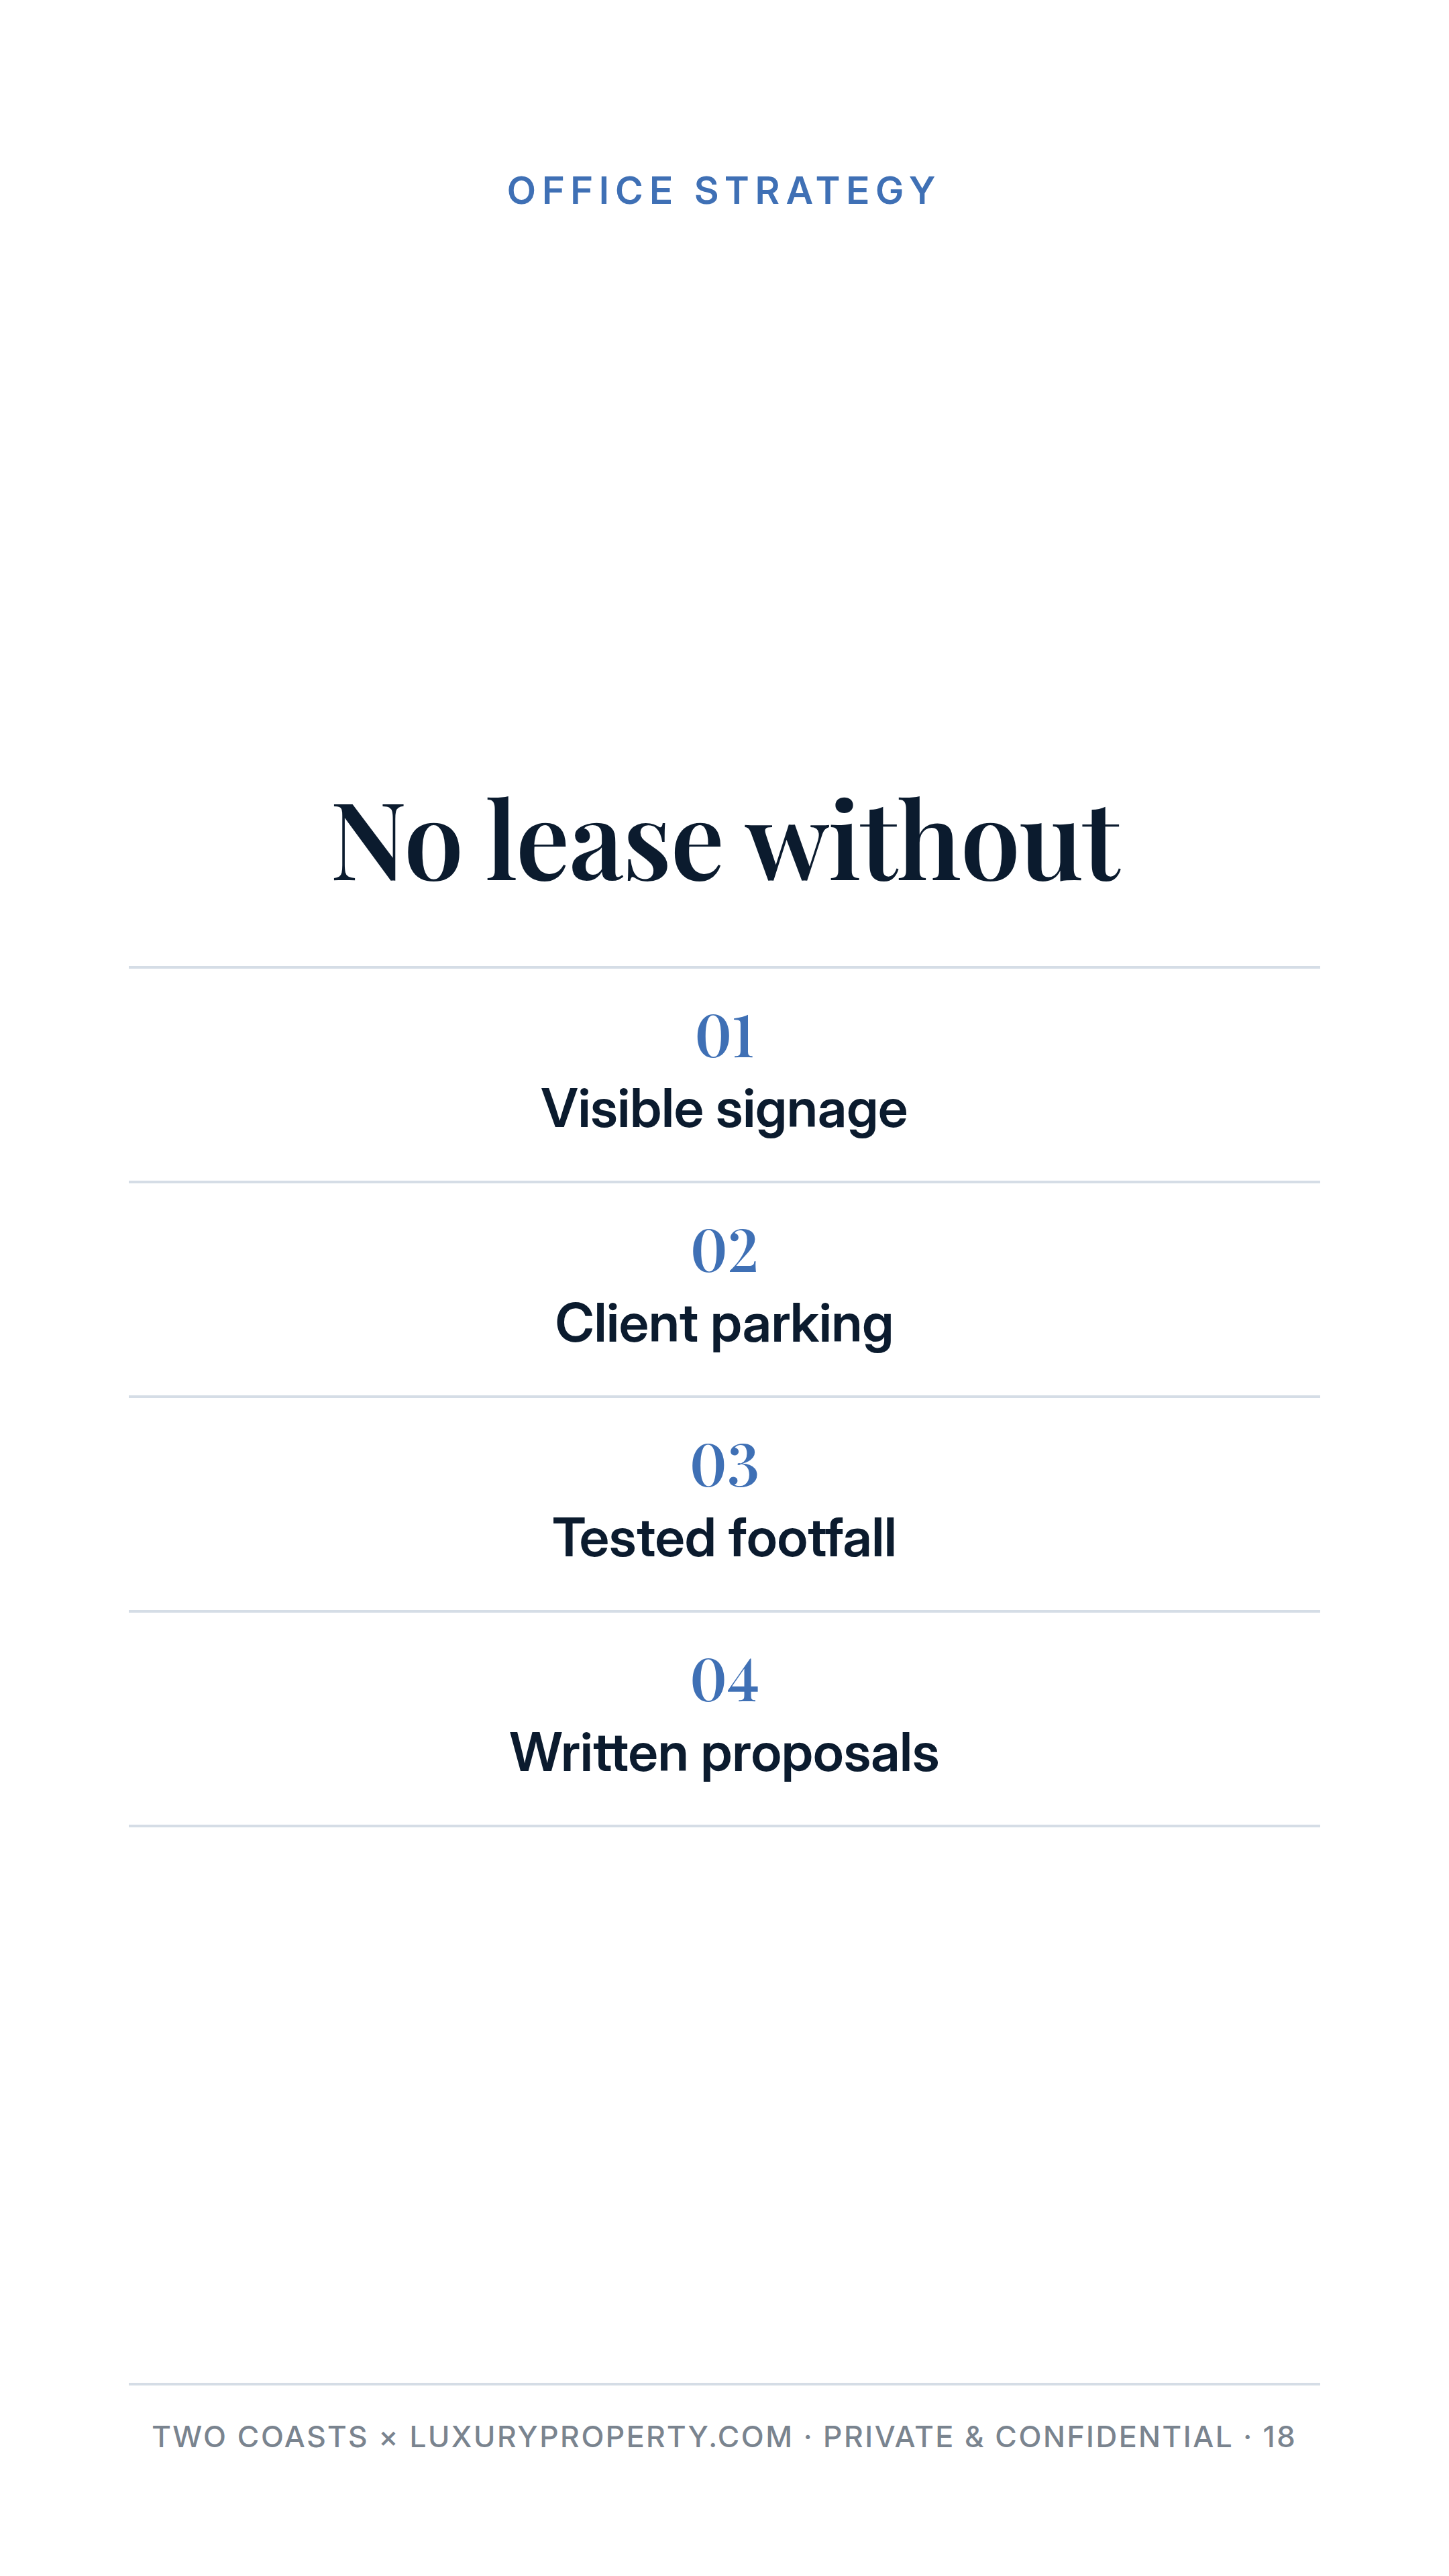 OFFICE STRATEGY
No lease without
01
Visible signage
02
Client parking
03
Tested footfall
04
Written proposals
TWO COASTS × LUXURYPROPERTY.COM · PRIVATE & CONFIDENTIAL · 18